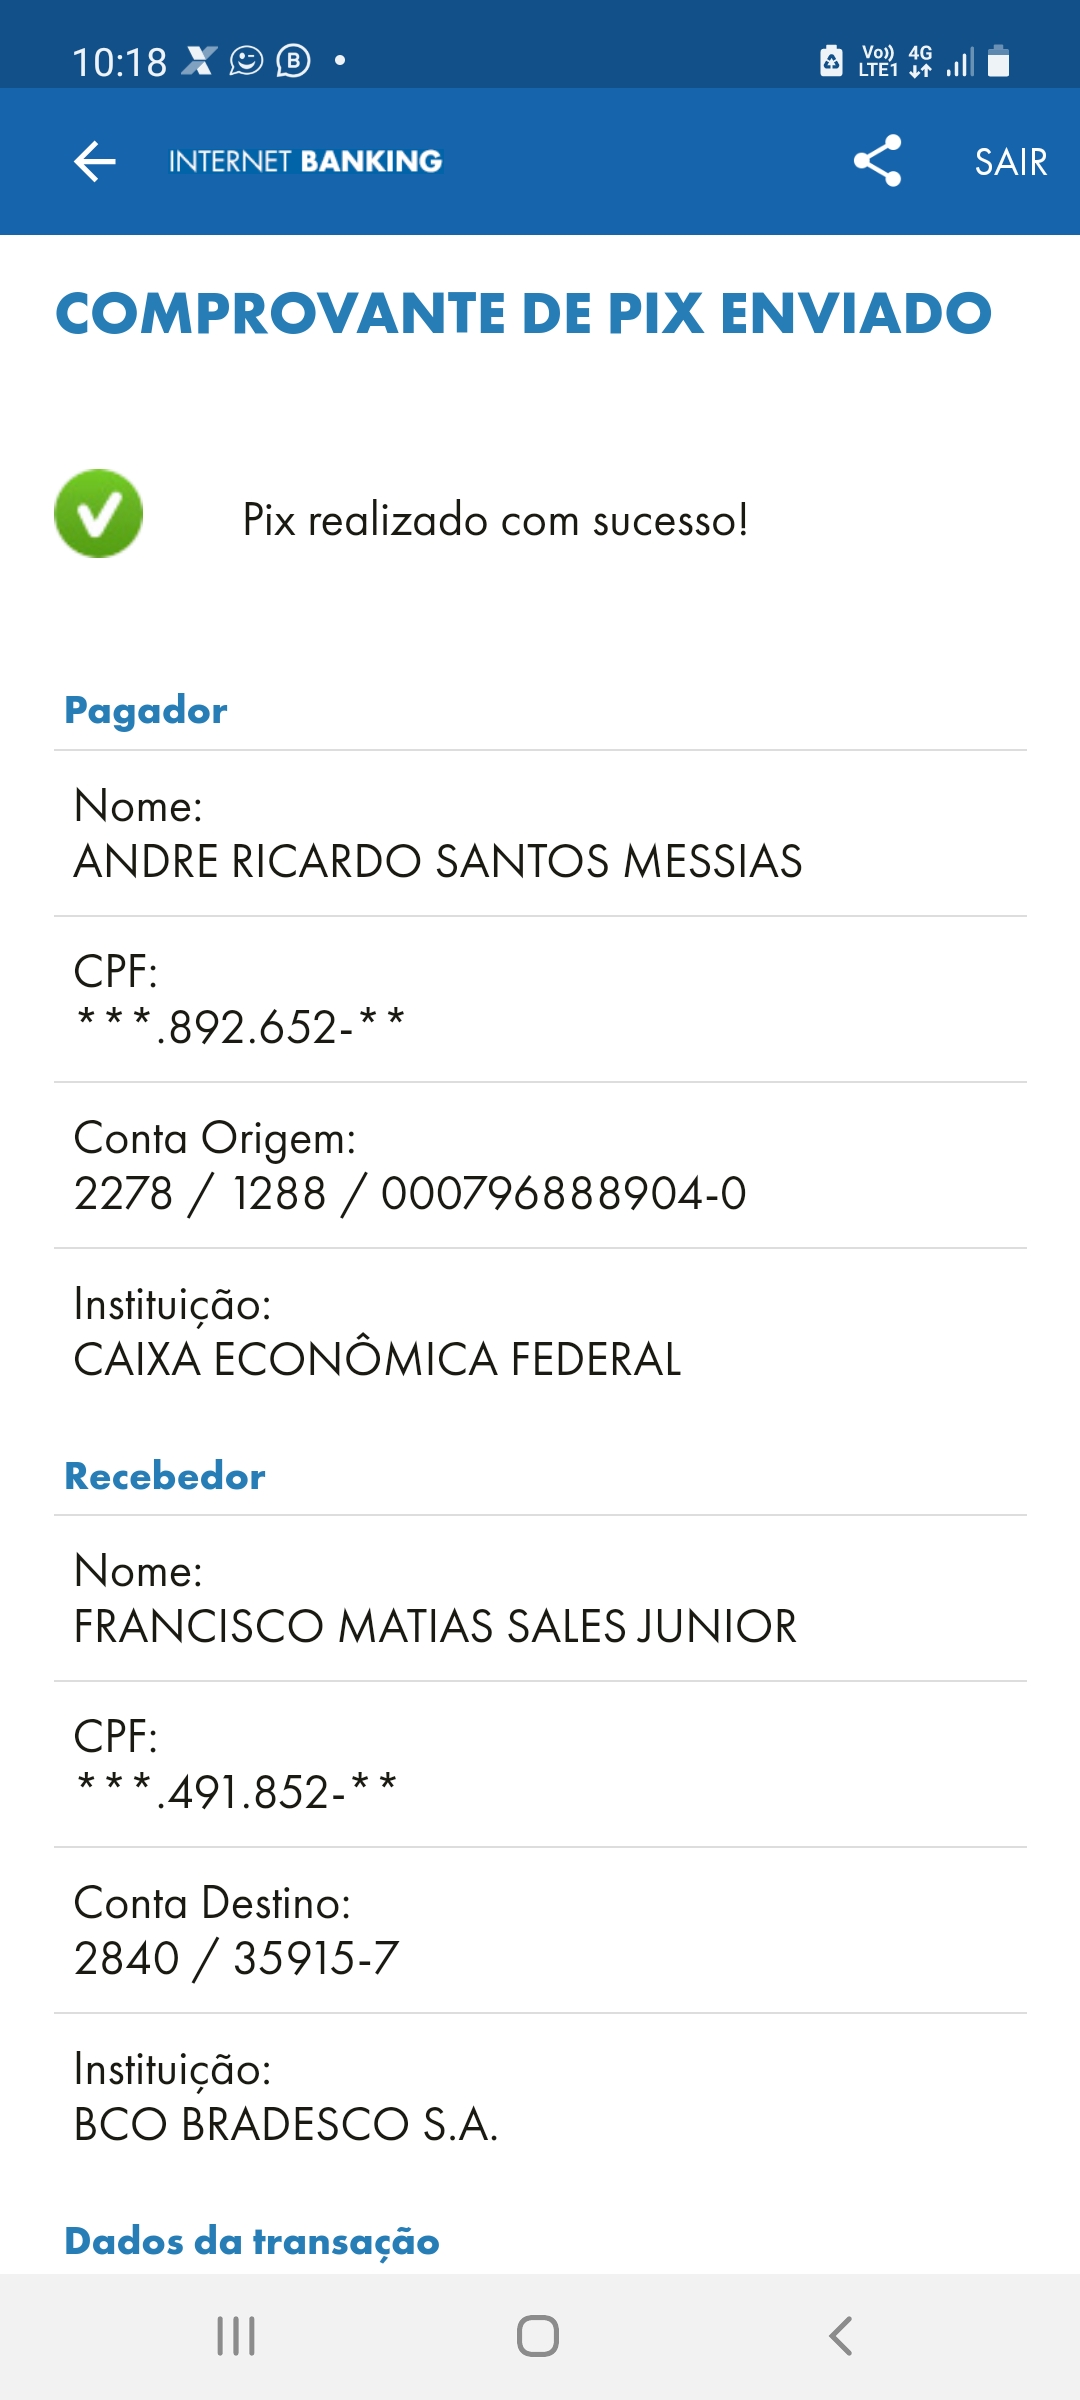 10:18
Vo)) 4G
LTE1
INTERNET BANKING
SAIR
COMPROVANTE DE PIX ENVIADO
Pix realizado com sucesso!
Pagador
Nome:
ANDRE RICARDO SANTOS MESSIAS
CPF:
***.892.652-**
Conta Origem:
2278 / 1288 / 000796888904-0
Instituição:
CAIXA ECONÔMICA FEDERAL
Recebedor
Nome:
FRANCISCO MATIAS SALES JUNIOR
CPF:
***.491.852-**
Conta Destino:
2840 / 35915-7
Instituição:
BCO BRADESCO S.A.
Dados da transação